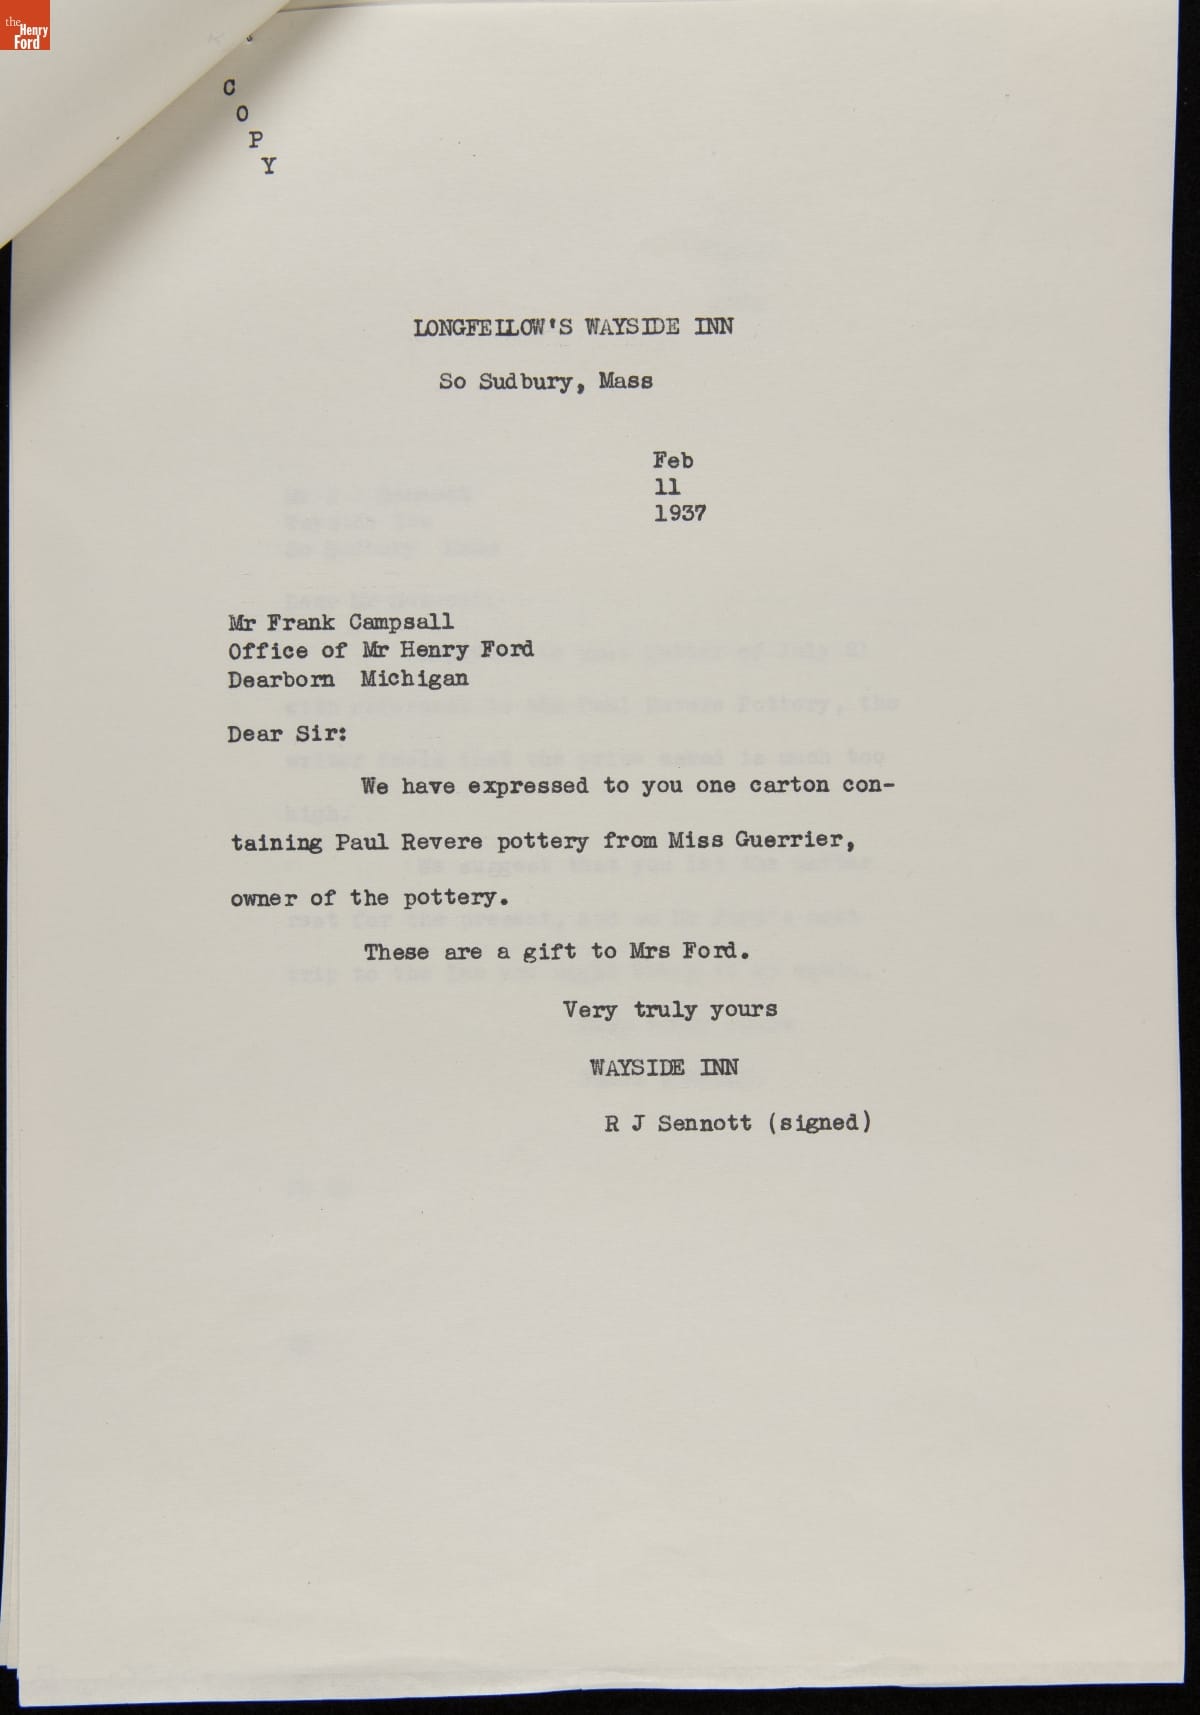 the
Henry
Ford
C
O
P
Y
LONGFELLOW'S WAYSIDE INN
So Sudbury, Mass
Feb
11
1937
Mr Frank Campsall
Office of Mr Henry Ford
Dearborn Michigan
Dear Sir:
We have expressed to you one carton con-
taining Paul Revere pottery from Miss Guerrier,
owner of the pottery.
These are a gift to Mrs Ford.
Very truly yours
WAYSIDE INN
R J Sennott (signed)